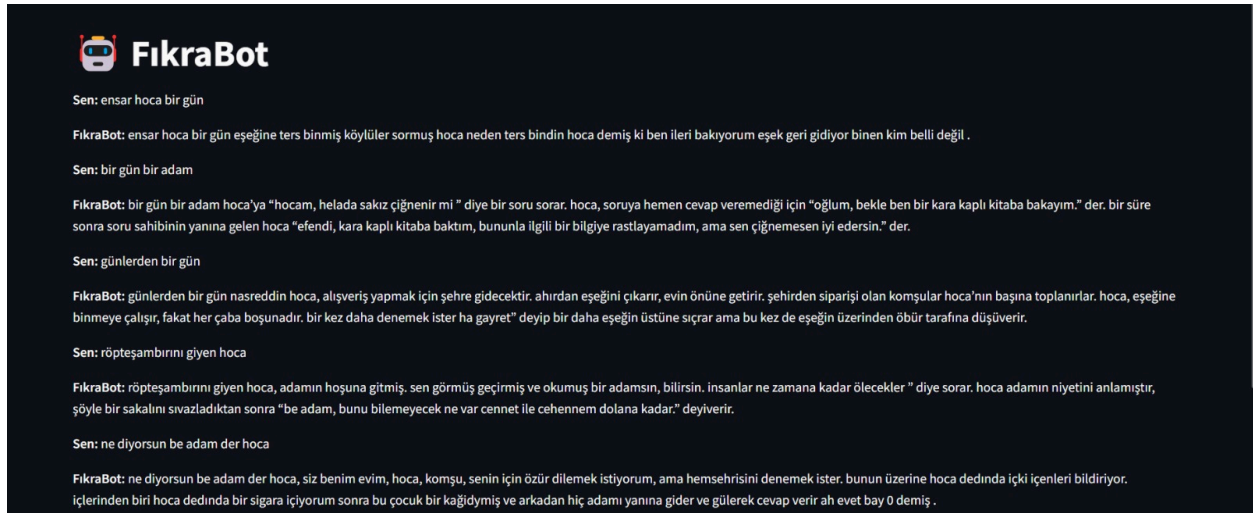 FıkraBot
Sen: ensar hoca bir gün
FıkraBot: ensar hoca bir gün eşeğine ters binmiş köylüler sormuş hoca neden ters bindin hoca demiş ki ben ileri bakıyorum eşek geri gidiyor binen kim belli değil .
Sen: bir gün bir adam
FıkraBot: bir gün bir adam hoca’ya “hocam, helada sakız çiğnenir mi ” diye bir soru sorar. hoca, soruya hemen cevap veremediği için “oğlum, bekle ben bir kara kaplı kitaba bakayım.” der. bir süre
sonra soru sahibinin yanına gelen hoca “efendi, kara kaplı kitaba baktım, bununla ilgili bir bilgiye rastlayamadım, ama sen çiğnemesen iyi edersin.” der.
Sen: günlerden bir gün
FıkraBot: günlerden bir gün nasreddin hoca, alışveriş yapmak için şehre gidecektir. ahırdan eşeğini çıkarır, evin önüne getirir. şehirden siparişi olan komşular hoca’nın başına toplanırlar. hoca, eşeğine
binmeye çalışır, fakat her çaba boşunadır. bir kez daha denemek ister ha gayret” deyip bir daha eşeğin üstüne sıçrar ama bu kez de eşeğin üzerinden öbür tarafına düşüverir.
Sen: röpteşambırını giyen hoca
FıkraBot: röpteşambırını giyen hoca, adamın hoşuna gitmiş. sen görmüş geçirmiş ve okumuş bir adamsın, bilirsin. insanlar ne zamana kadar ölecekler ” diye sorar. hoca adamın niyetini anlamıştır,
şöyle bir sakalını sıvazladıktan sonra “be adam, bunu bilemeyecek ne var cennet ile cehennem dolana kadar.” deyiverir.
Sen: ne diyorsun be adam der hoca
FıkraBot: ne diyorsun be adam der hoca, siz benim evim, hoca, komşu, senin için özür dilemek istiyorum, ama hemsehrisini denemek ister. bunun üzerine hoca dedında içki içenleri bildiriyor.
içlerinden biri hoca dedında bir sigara içiyorum sonra bu çocuk bir kağidymiş ve arkadan hiç adamı yanına gider ve gülerek cevap verir ah evet bay 0 demiş .